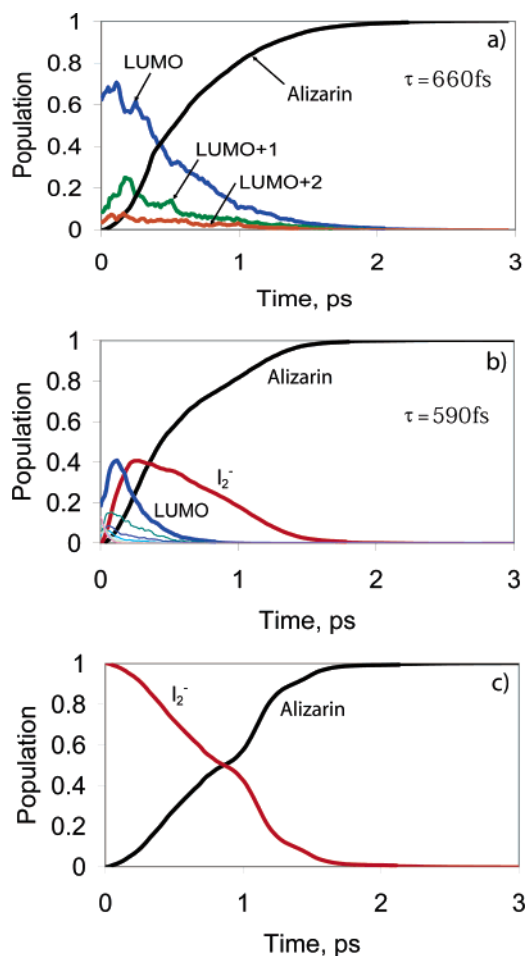 a)
LUMO
Alizarin
τ = 660fs
LUMO+1
LUMO+2
Population
1
0.8
0.6
0.4
0.2
0
0 1 2 3
Time, ps
b)
Alizarin
τ = 590fs
I₂⁻
LUMO
Population
1
0.8
0.6
0.4
0.2
0
0 1 2 3
Time, ps
c)
I₂⁻
Alizarin
Population
1
0.8
0.6
0.4
0.2
0
0 1 2 3
Time, ps